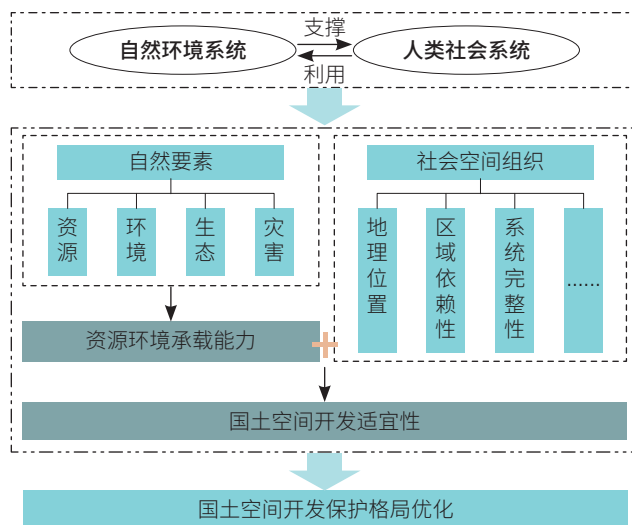 支撑
自然环境系统
人类社会系统
利用
自然要素
资源
环境
生态
灾害
社会空间组织
地理位置
区域依赖性
系统完整性
……
资源环境承载能力
+
国土空间开发适宜性
国土空间开发保护格局优化